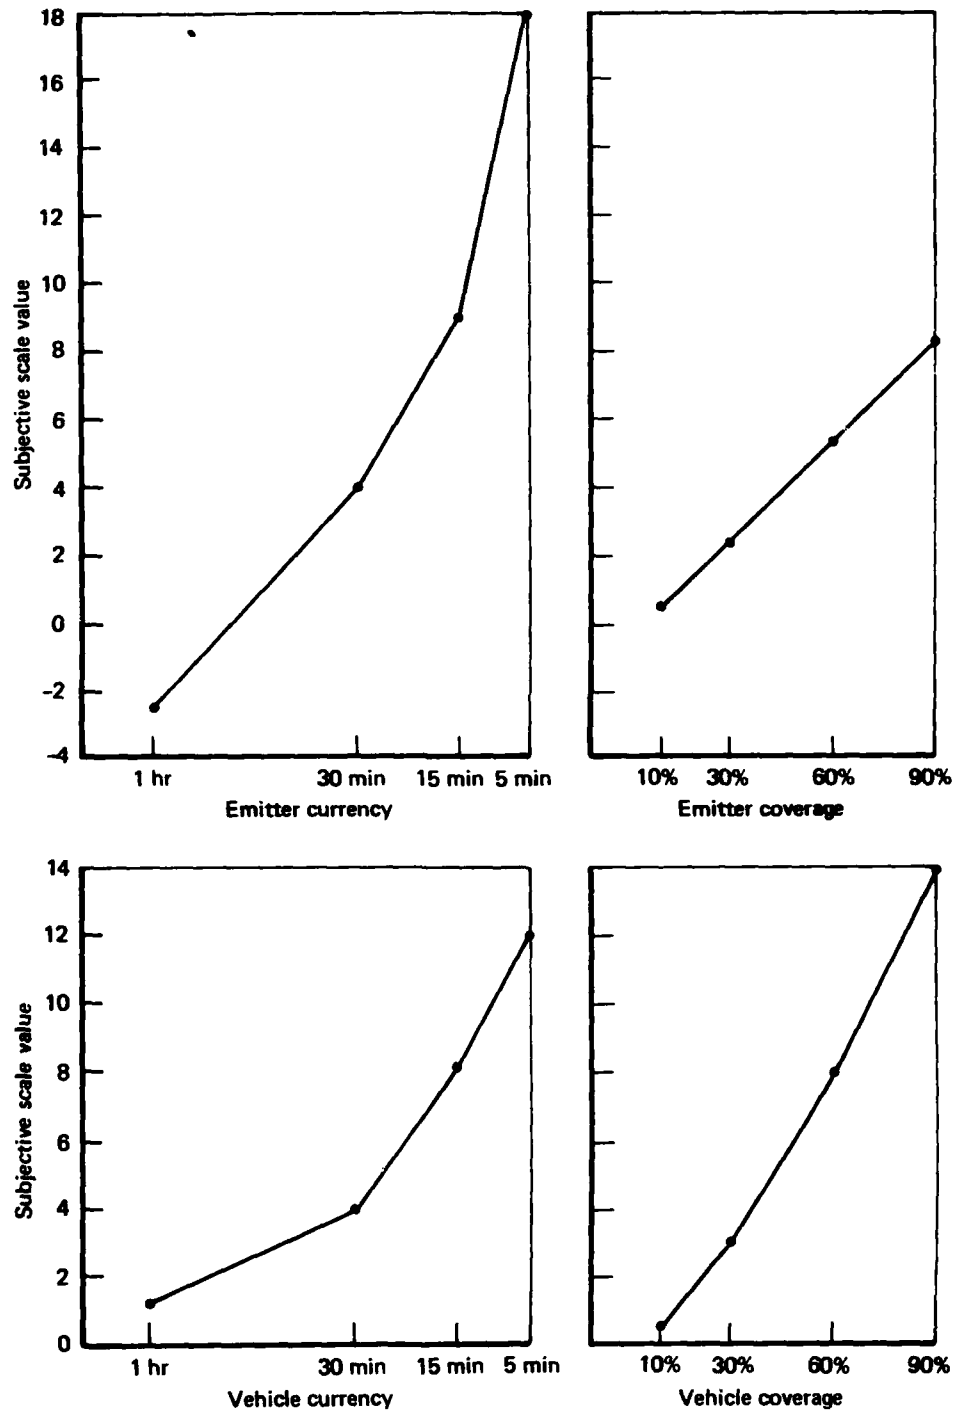 18
16
14
12
10
8
6
4
2
0
-2
-4
Subjective scale value
1 hr 30 min 15 min 5 min
Emitter currency
10% 30% 60% 90%
Emitter coverage
14
12
10
8
6
4
2
0
Subjective scale value
1 hr 30 min 15 min 5 min
Vehicle currency
10% 30% 60% 90%
Vehicle coverage